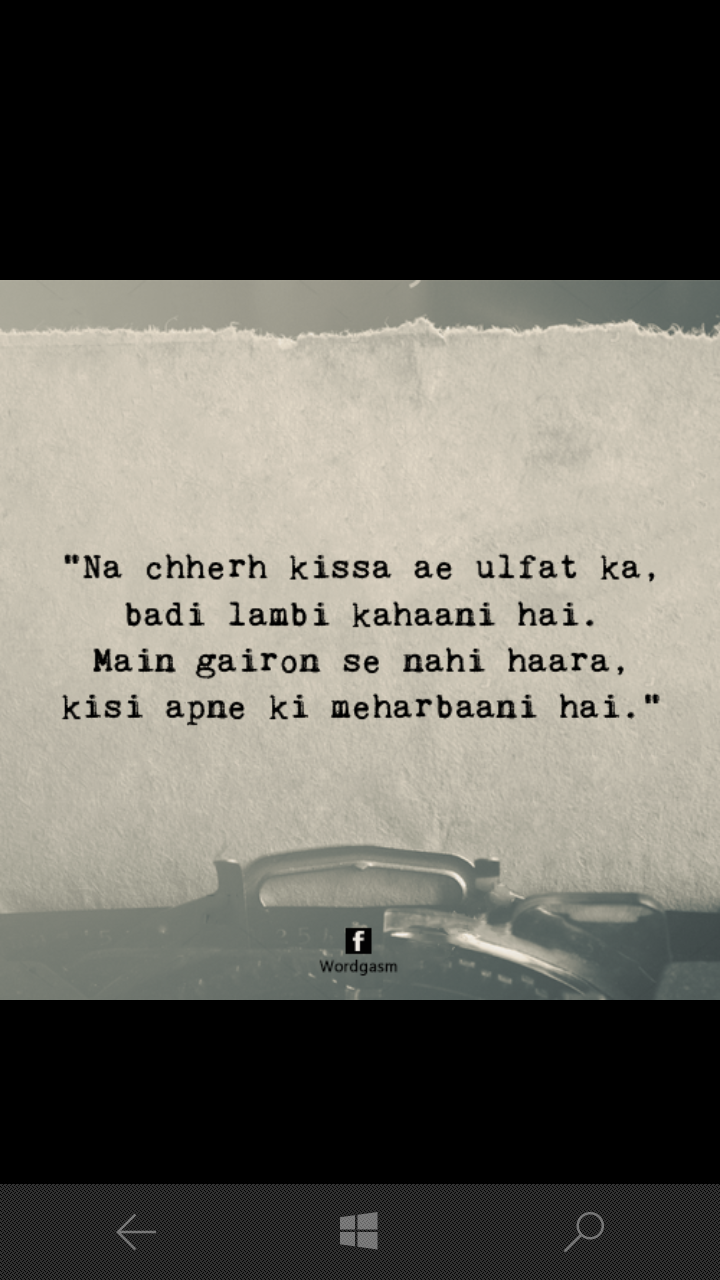 "Na chherh kissa ae ulfat ka,
badi lambi kahaani hai.
Main gairon se nahi haara,
kisi apne ki meharbaani hai."
f
Wordgasm